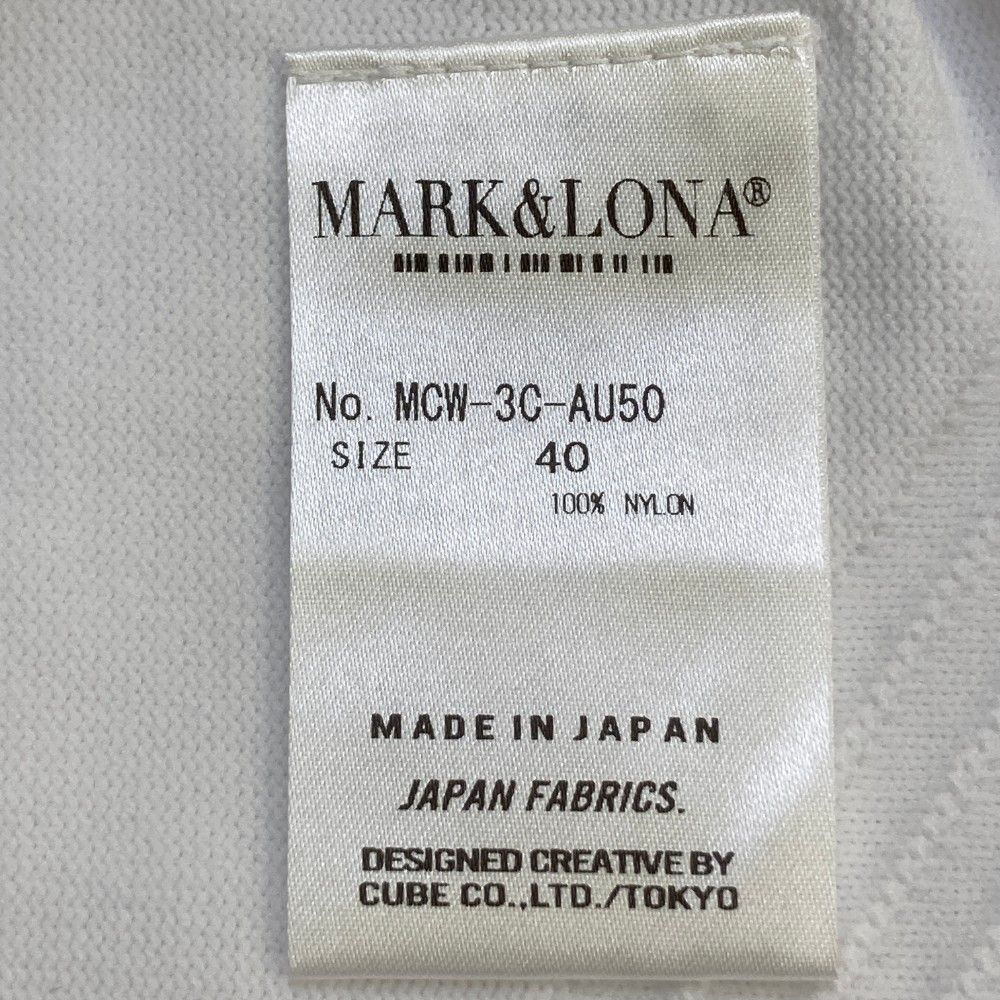 MARK&LONA®
No. MCW-3C-AU50
SIZE 40
100% NYLON
MADE IN JAPAN
JAPAN FABRICS.
DESIGNED CREATIVE BY
CUBE CO.,LTD./TOKYO